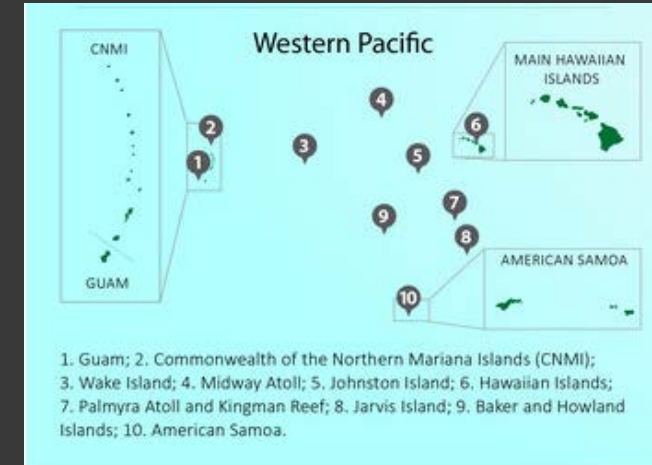 Western Pacific
CNMI
GUAM
MAIN HAWAIIAN
ISLANDS
AMERICAN SAMOA
1
2
3
4
5
6
7
8
9
10
1. Guam; 2. Commonwealth of the Northern Mariana Islands (CNMI);
3. Wake Island; 4. Midway Atoll; 5. Johnston Island; 6. Hawaiian Islands;
7. Palmyra Atoll and Kingman Reef; 8. Jarvis Island; 9. Baker and Howland
Islands; 10. American Samoa.